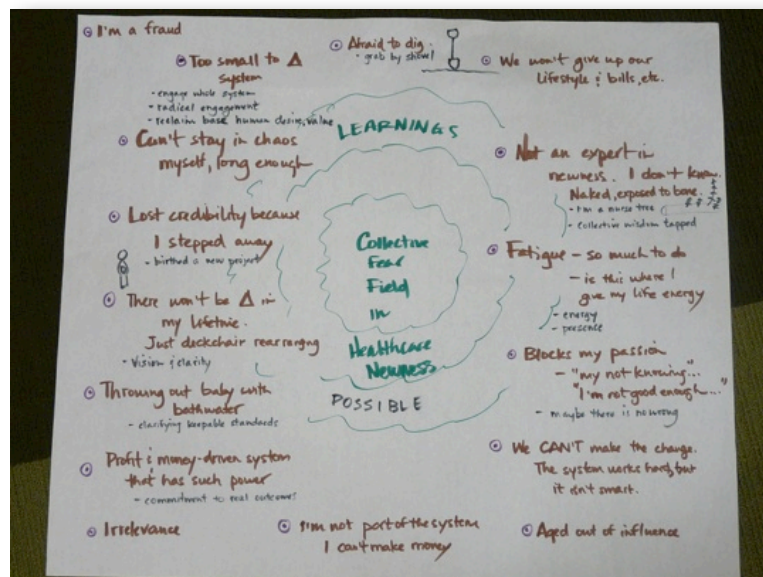 I'm a fraud
Too small to Δ
system
- engage whole system
- radical engagement
- reclaim base human desire, value
Afraid to dig
- grab by shovel
We won't give up our
lifestyle & bills, etc.
LEARNINGS
Can't stay in chaos
myself, long enough
Not an expert in
newness. I don't know.
Naked, exposed to bone.
- I'm a nurse tree
- collective wisdom tapped
Lost credibility because
I stepped away
- birthed a new project
Collective
Fear
Field
in
Healthcare
Newness
POSSIBLE
Fatigue - so much to do
- is this where I
give my life energy
- energy
- presence
There won't be Δ in
my lifetime.
Just deckchair rearranging
- Vision & clarity
Blocks my passion
- "my not knowing...
"I'm not good enough..."
- maybe there is no wrong
Throwing out baby with
bathwater
- clarifying keepable standards
We CAN'T make the change.
The system works hard, but
it isn't smart.
Profit & money-driven system
that has such power
- commitment to real outcomes
Irrelevance
I'm not part of the system
I can't make money
Aged out of influence